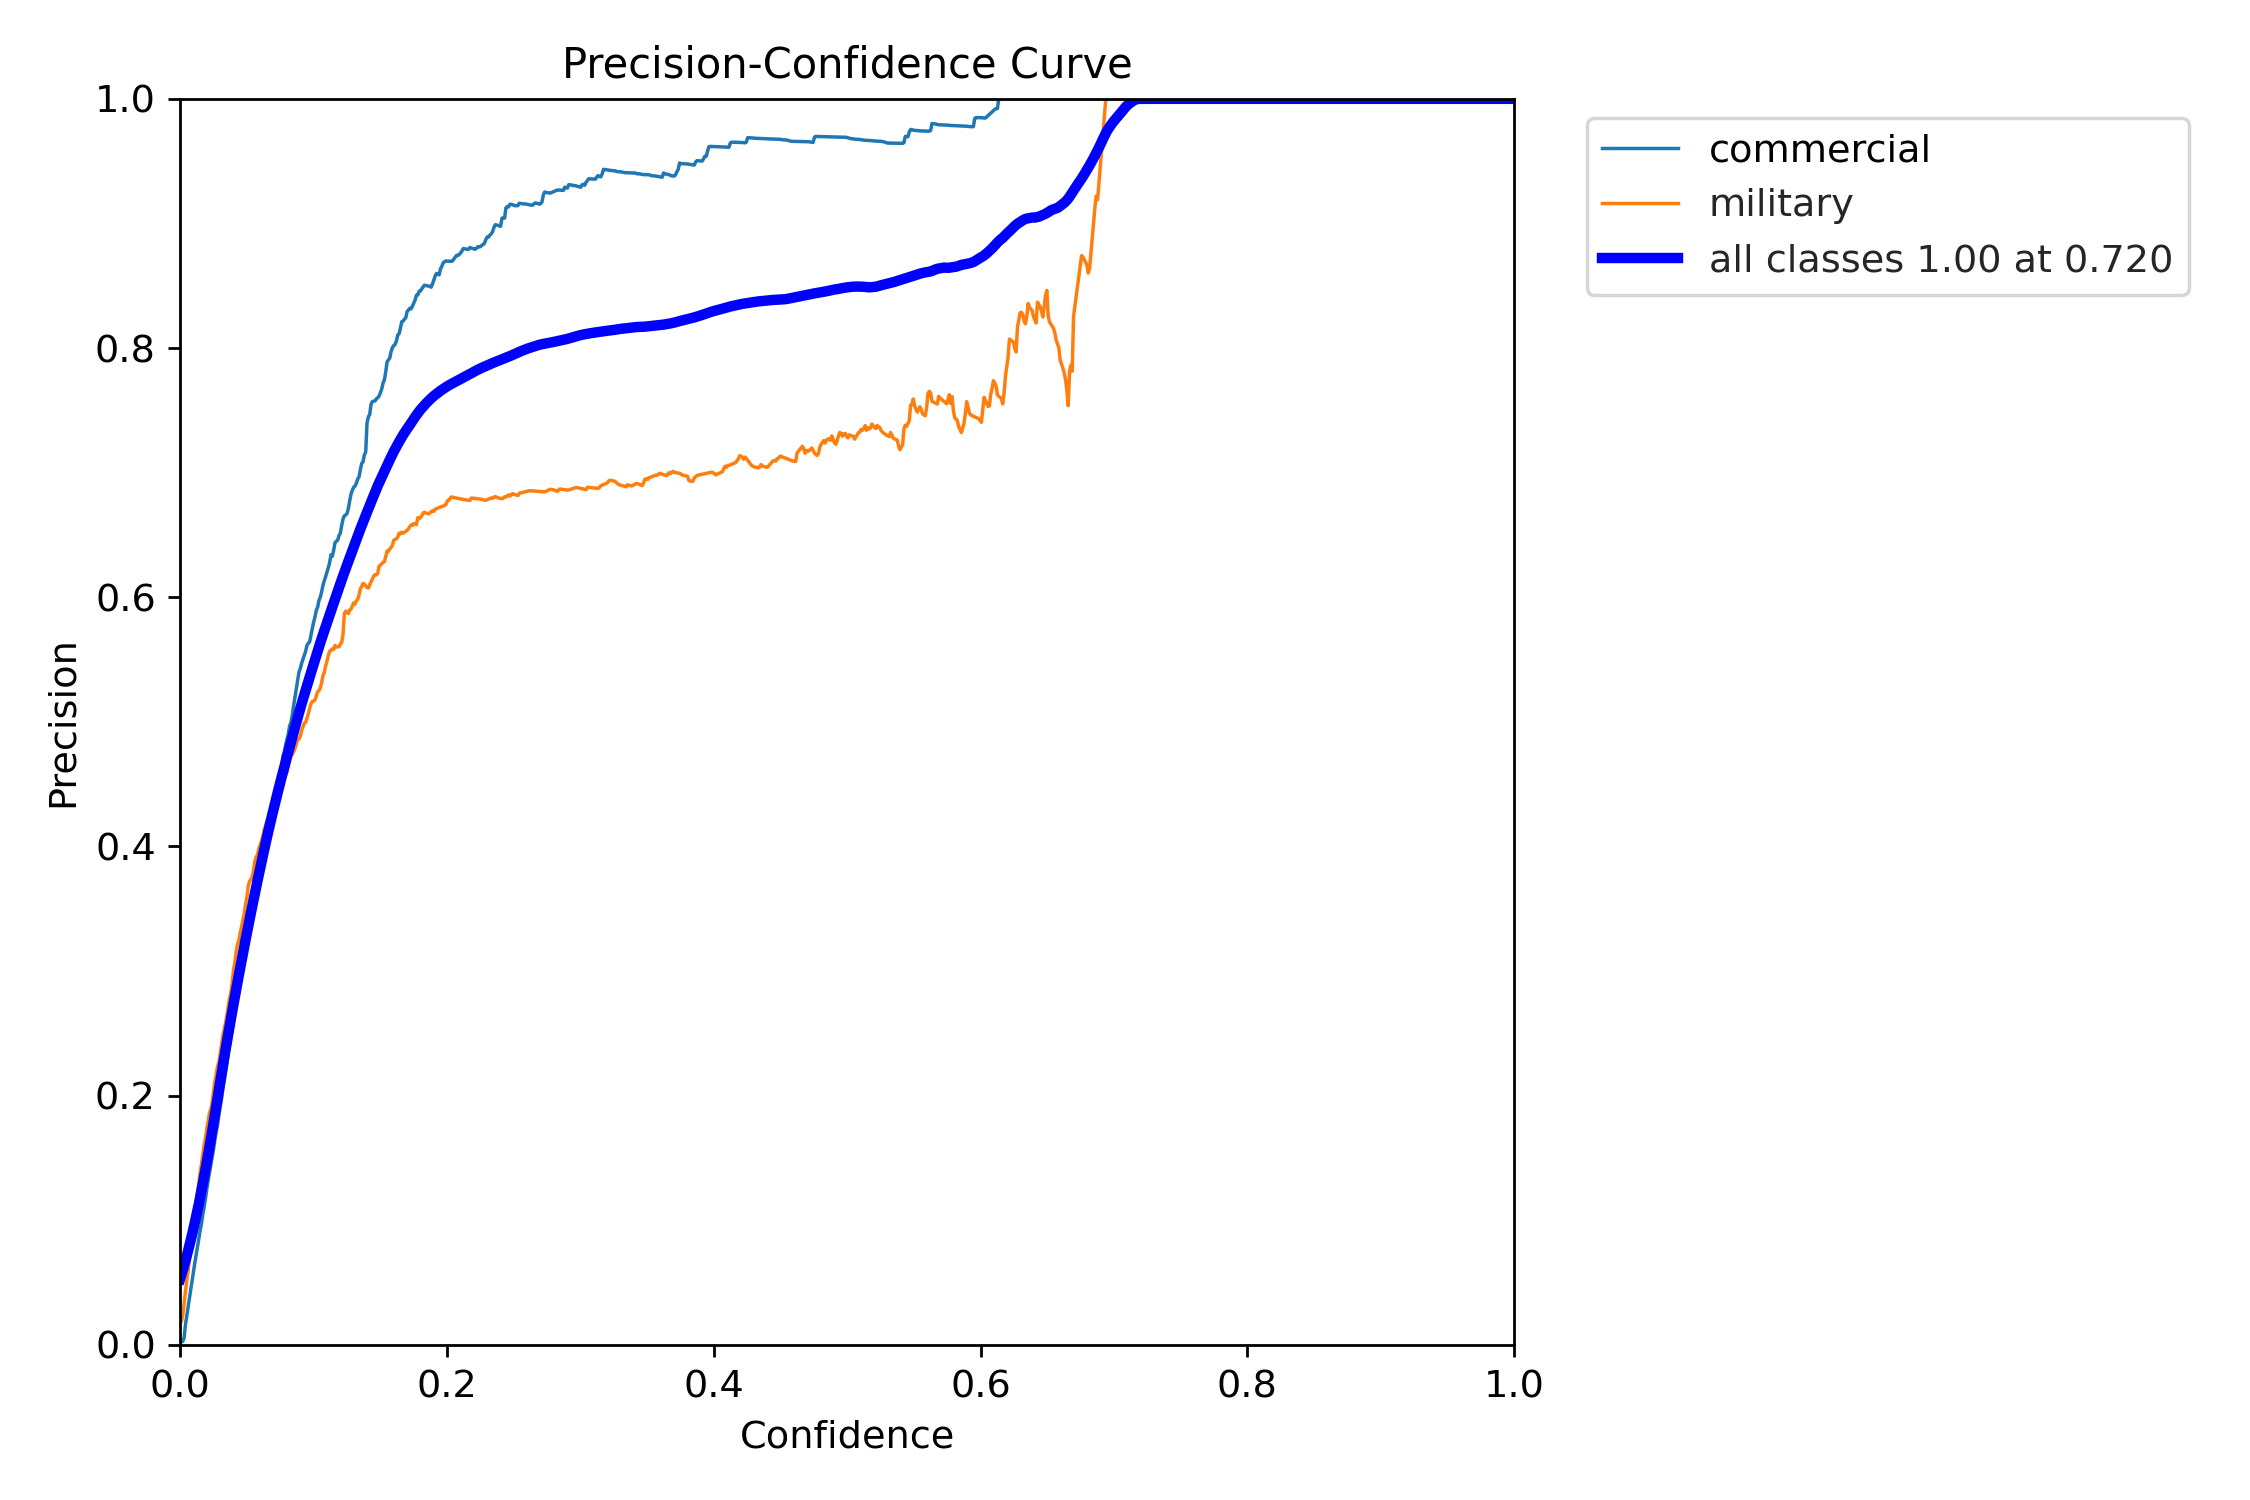 Precision-Confidence Curve
1.0
0.8
0.6
0.4
0.2
0.0
Precision
0.0 0.2 0.4 0.6 0.8 1.0
Confidence
commercial
military
all classes 1.00 at 0.720